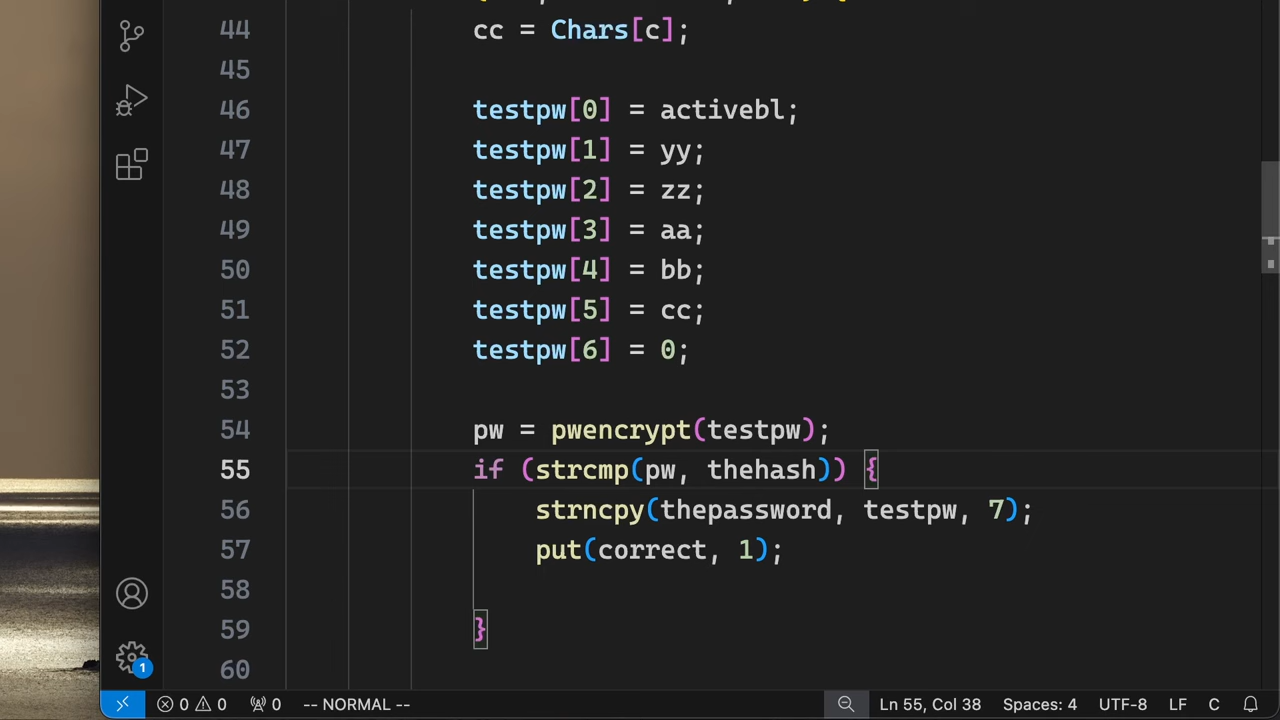 44 cc = Chars[c];
45
46 testpw[0] = activebl;
47 testpw[1] = yy;
48 testpw[2] = zz;
49 testpw[3] = aa;
50 testpw[4] = bb;
51 testpw[5] = cc;
52 testpw[6] = 0;
53
54 pw = pwencrypt(testpw);
55 if (strcmp(pw, thehash)) {
56 strncpy(thepassword, testpw, 7);
57 put(correct, 1);
58
59 }
60
1
0 0 0 -- NORMAL -- Ln 55, Col 38 Spaces: 4 UTF-8 LF C